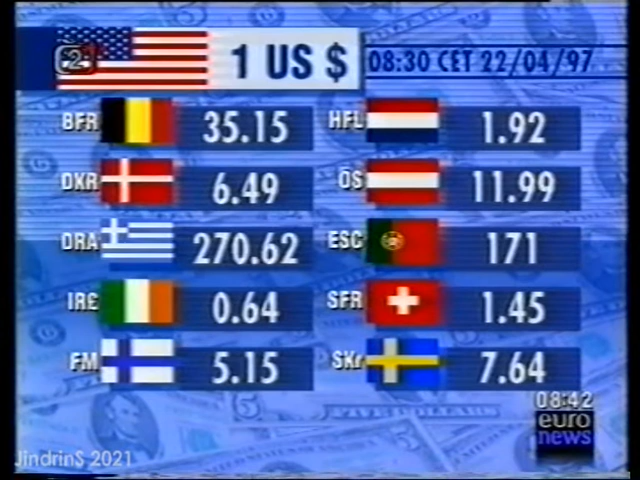 2 1 US $ 08:30 CET 22/04/97
BFR 35.15 HFL 1.92
DKR 6.49 ÖS 11.99
DRA 270.62 ESC 171
IR£ 0.64 SFR 1.45
FM 5.15 SKr 7.64
08:42
euro
news
Jindrin$ 2021